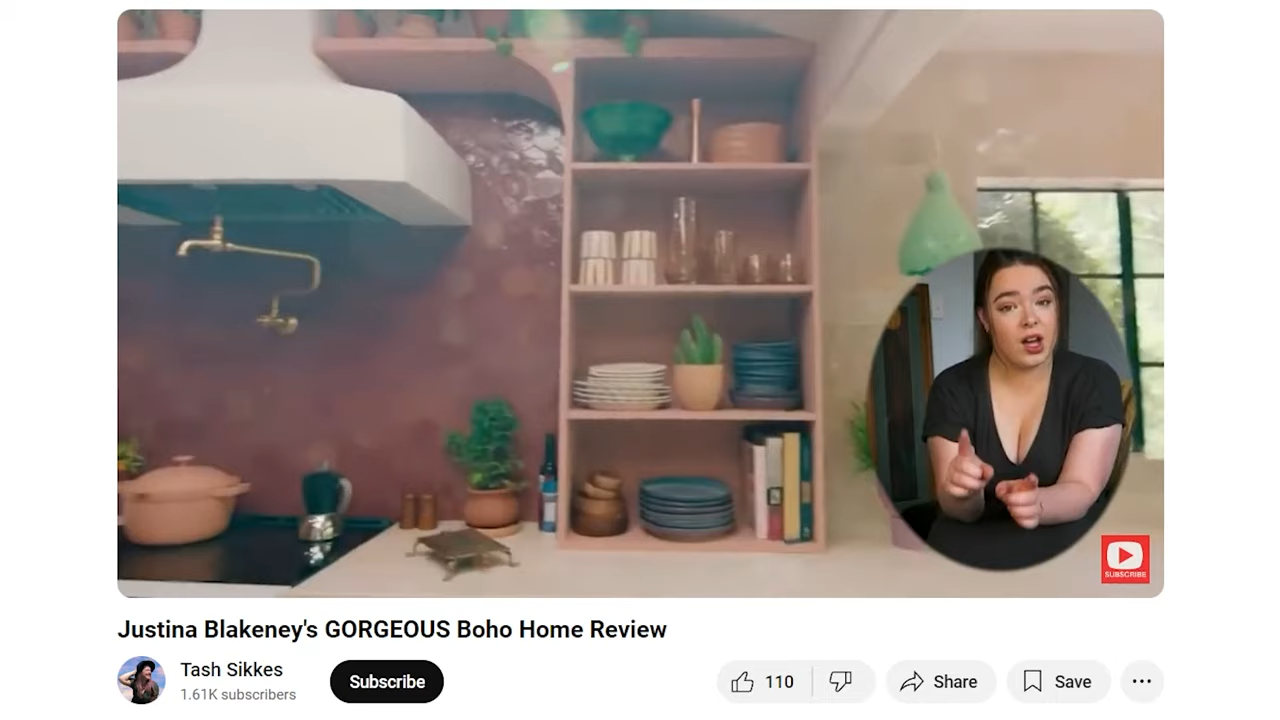 SUBSCRIBE
Justina Blakeney's GORGEOUS Boho Home Review
Tash Sikkes
1.61K subscribers
Subscribe
110
Share
Save